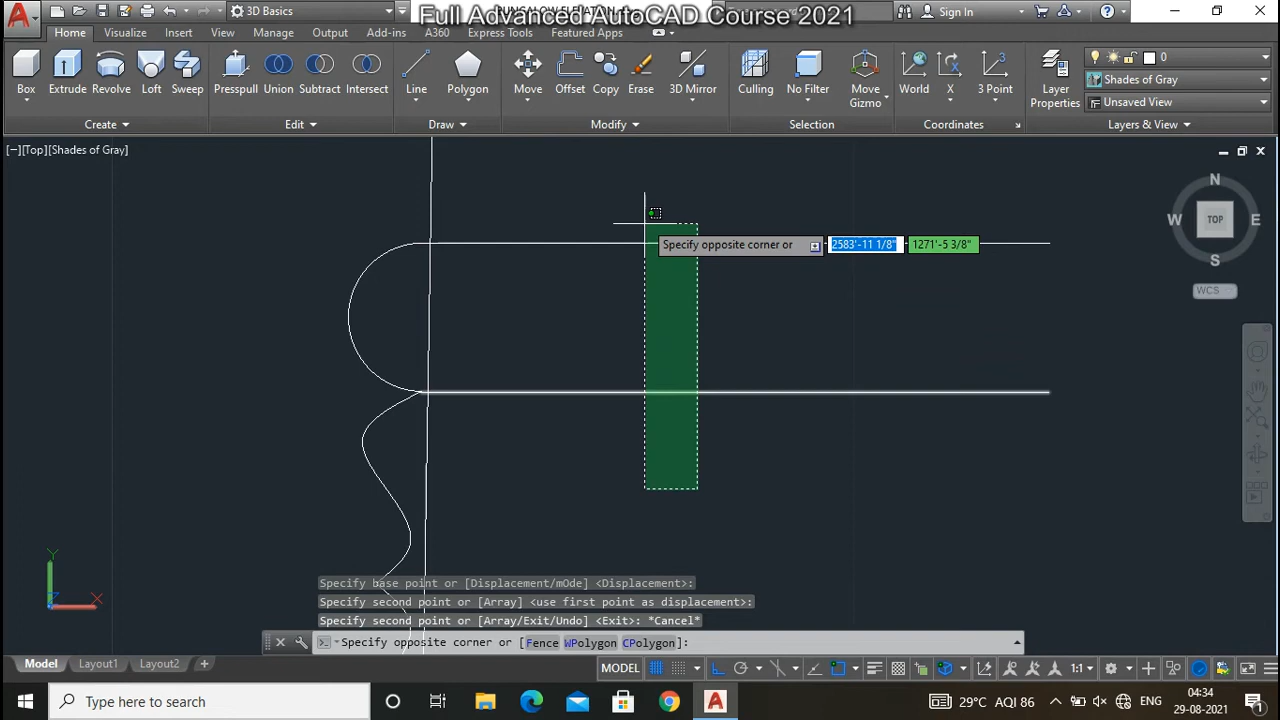 Full Advanced AutoCAD Course 2021
3D Basics
Sign In
Home Visualize Insert View Manage Output Add-ins A360 Express Tools Featured Apps
Box Extrude Revolve Loft Sweep Presspull Union Subtract Intersect Line Polygon Move Offset Copy Erase 3D Mirror Culling No Filter Move Gizmo World X 3 Point Layer Properties
0
Shades of Gray
Unsaved View
Create Edit Draw Modify Selection Coordinates Layers & View
[−][Top][Shades of Gray]
N
W TOP E
S
WCS
Specify opposite corner or 2583'-11 1/8" 1271'-5 3/8"
Y
X
Specify base point or [Displacement/mOde] <Displacement>:
Specify second point or [Array] <use first point as displacement>:
Specify second point or [Array/Exit/Undo] <Exit>: *Cancel*
Specify opposite corner or [Fence WPolygon CPolygon]:
Model Layout1 Layout2 + MODEL 1:1
Type here to search
AQI 83 29°C AQI 86 ENG 04:34
29-08-2021